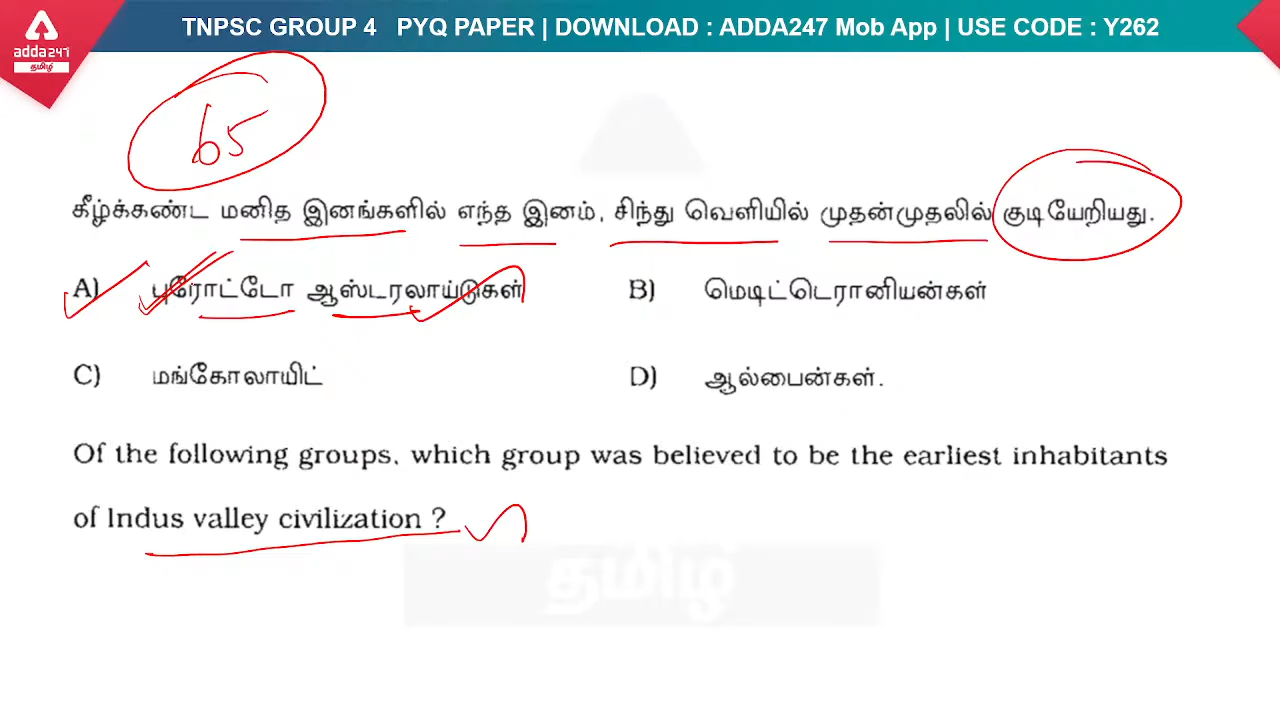 TNPSC GROUP 4 PYQ PAPER | DOWNLOAD : ADDA247 Mob App | USE CODE : Y262
adda247
தமிழ்
65
கீழ்க்கண்ட மனித இனங்களில் எந்த இனம், சிந்து வெளியில் முதன்முதலில் குடியேறியது.
A) புரோட்டோ ஆஸ்டரலாய்டுகள் B) மெடிட்டெரானியன்கள்
C) மங்கோலாயிட் D) ஆல்பைன்கள்.
Of the following groups, which group was believed to be the earliest inhabitants
of Indus valley civilization ?
தமிழ்